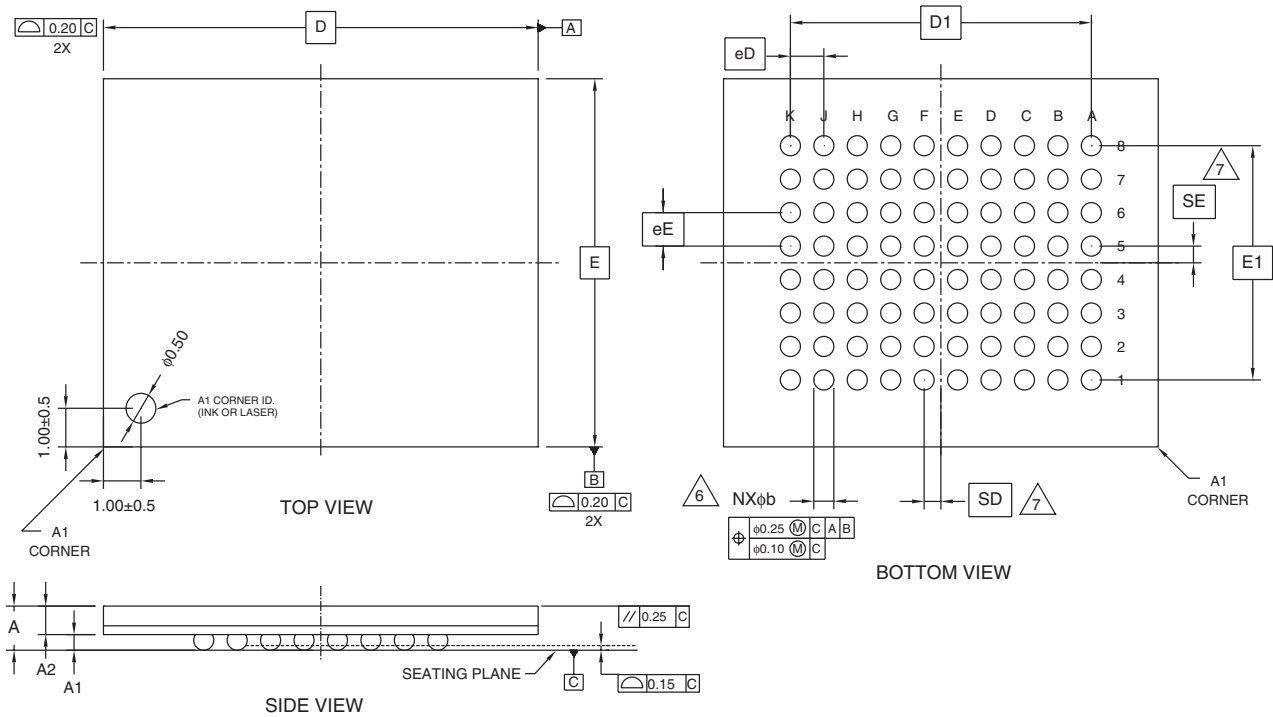 ⌓ 0.20 C
2X
D
A
E
ϕ0.50
A1 CORNER ID.
(INK OR LASER)
1.00±0.5
1.00±0.5
B
⌓ 0.20 C
2X
TOP VIEW
A1
CORNER
D1
eD
K J H G F E D C B A
8
7
6
5
4
3
2
1
7
SE
eE
E1
6
NXϕb
SD
7
⌖ ϕ0.25 Ⓜ C A B
ϕ0.10 Ⓜ C
A1
CORNER
BOTTOM VIEW
A
A2
A1
// 0.25 C
SEATING PLANE
C
⌓ 0.15 C
SIDE VIEW